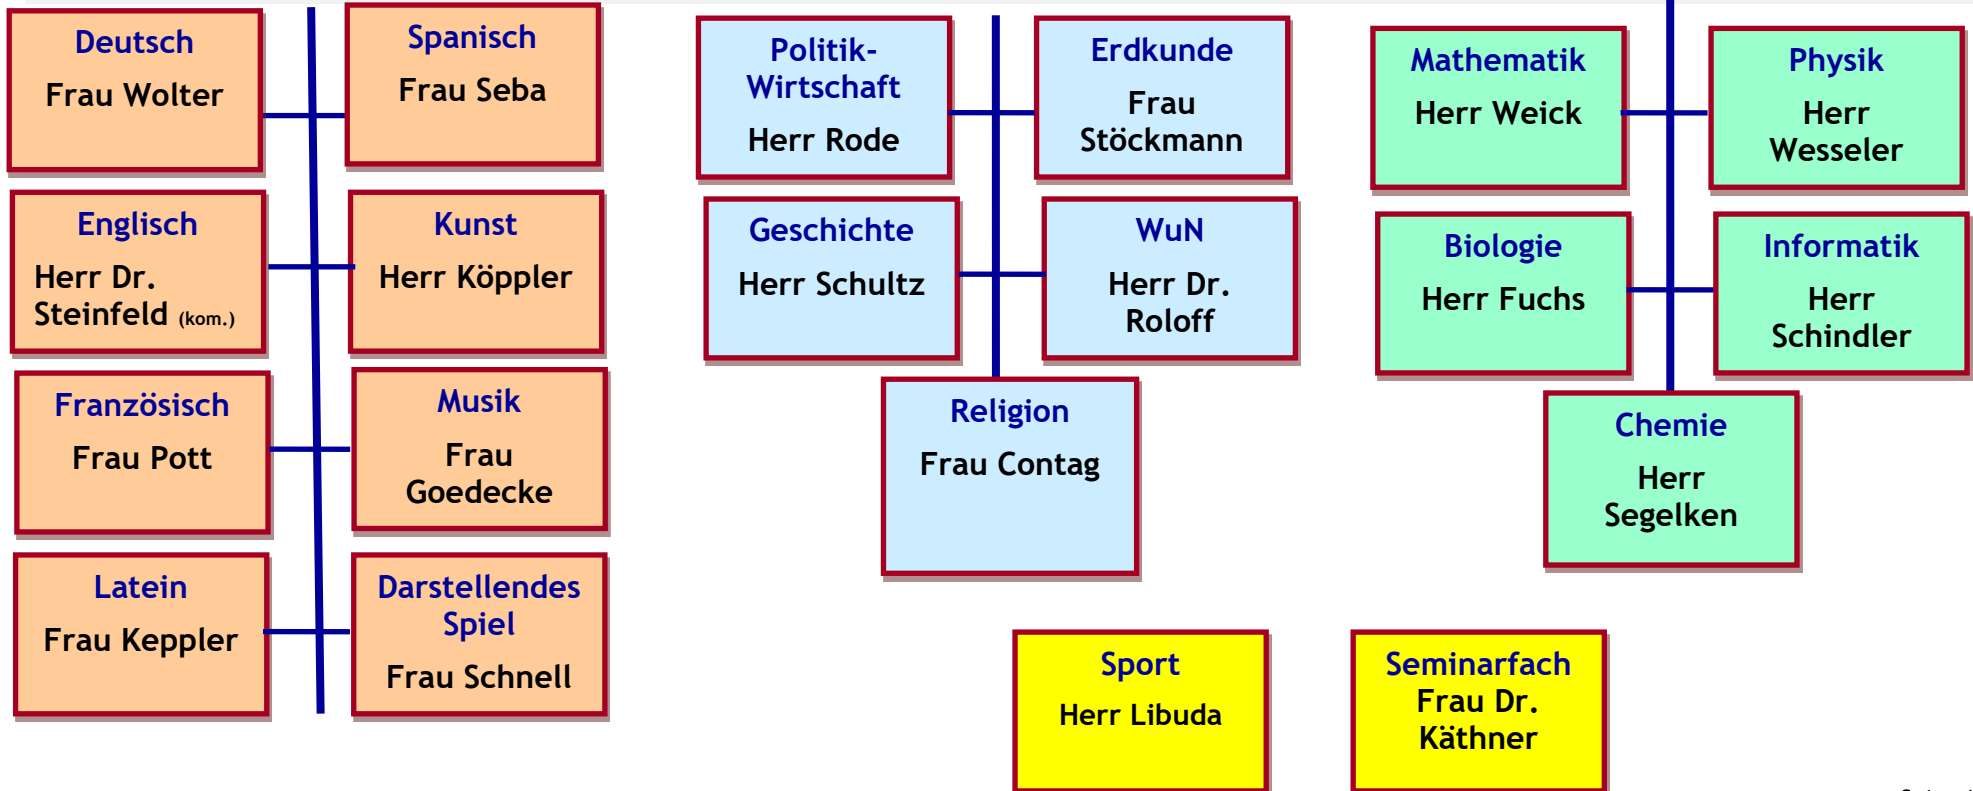 Deutsch
Frau Wolter
Spanisch
Frau Seba
Englisch
Herr Dr.
Steinfeld (kom.)
Kunst
Herr Köppler
Französisch
Frau Pott
Musik
Frau
Goedecke
Latein
Frau Keppler
Darstellendes
Spiel
Frau Schnell
Politik-
Wirtschaft
Herr Rode
Erdkunde
Frau
Stöckmann
Geschichte
Herr Schultz
WuN
Herr Dr.
Roloff
Religion
Frau Contag
Mathematik
Herr Weick
Physik
Herr
Wesseler
Biologie
Herr Fuchs
Informatik
Herr
Schindler
Chemie
Herr
Segelken
Sport
Herr Libuda
Seminarfach
Frau Dr.
Käthner